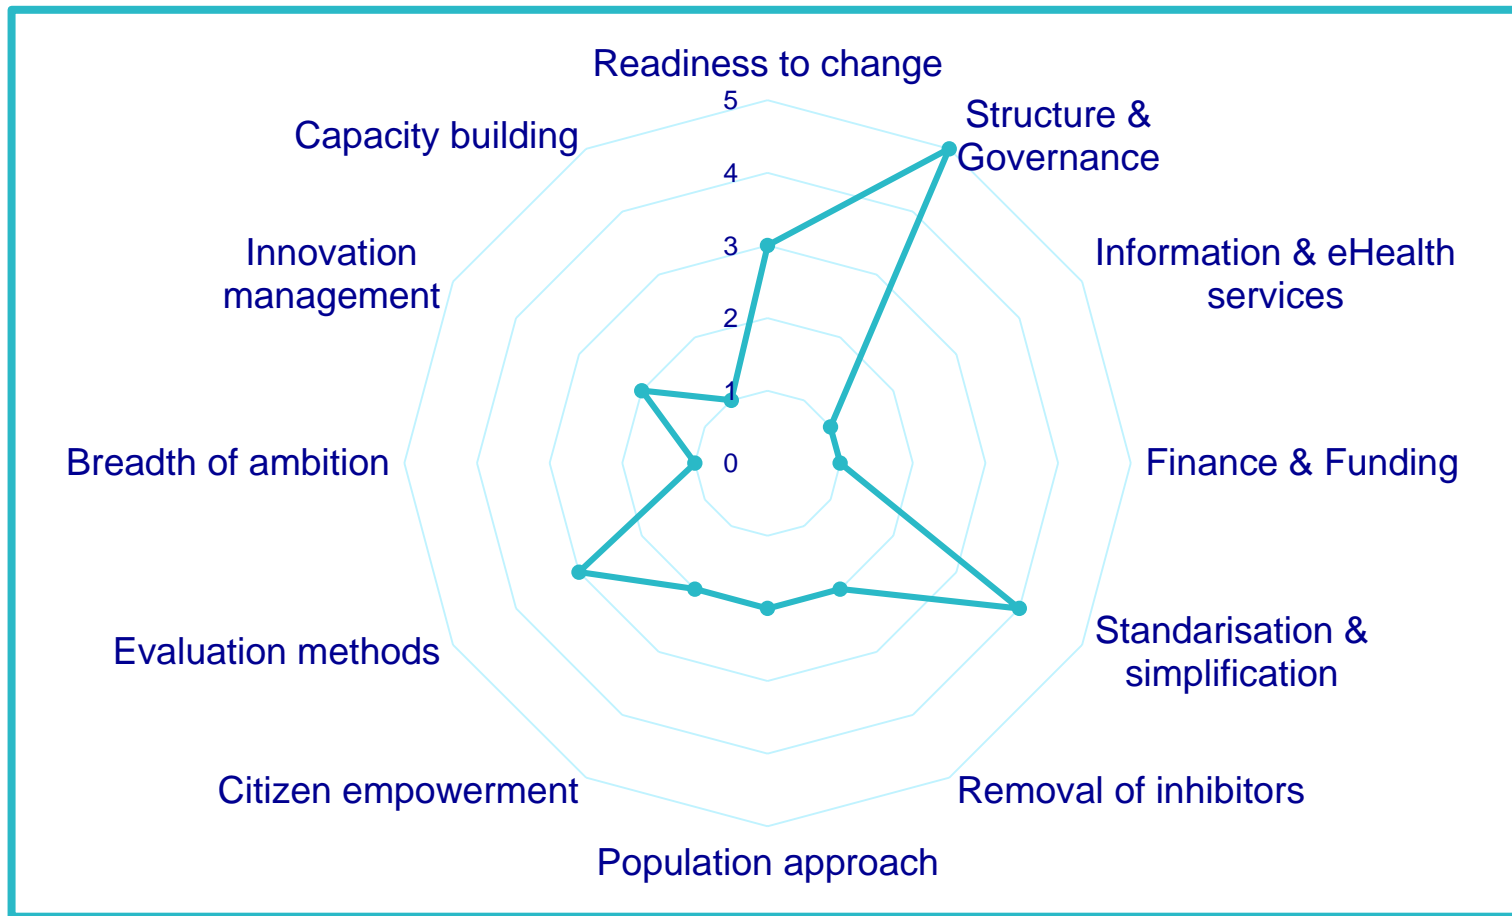 Readiness to change
5
Structure &
Governance
Capacity building
4
Information & eHealth
services
Innovation
management
3
2
1
0
Breadth of ambition
Finance & Funding
Standarisation &
simplification
Evaluation methods
Citizen empowerment
Removal of inhibitors
Population approach